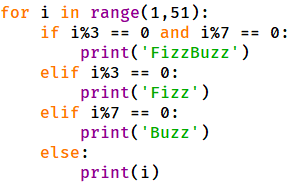 for i in range(1,51):
    if i%3 == 0 and i%7 == 0:
        print('FizzBuzz')
    elif i%3 == 0:
        print('Fizz')
    elif i%7 == 0:
        print('Buzz')
    else:
        print(i)